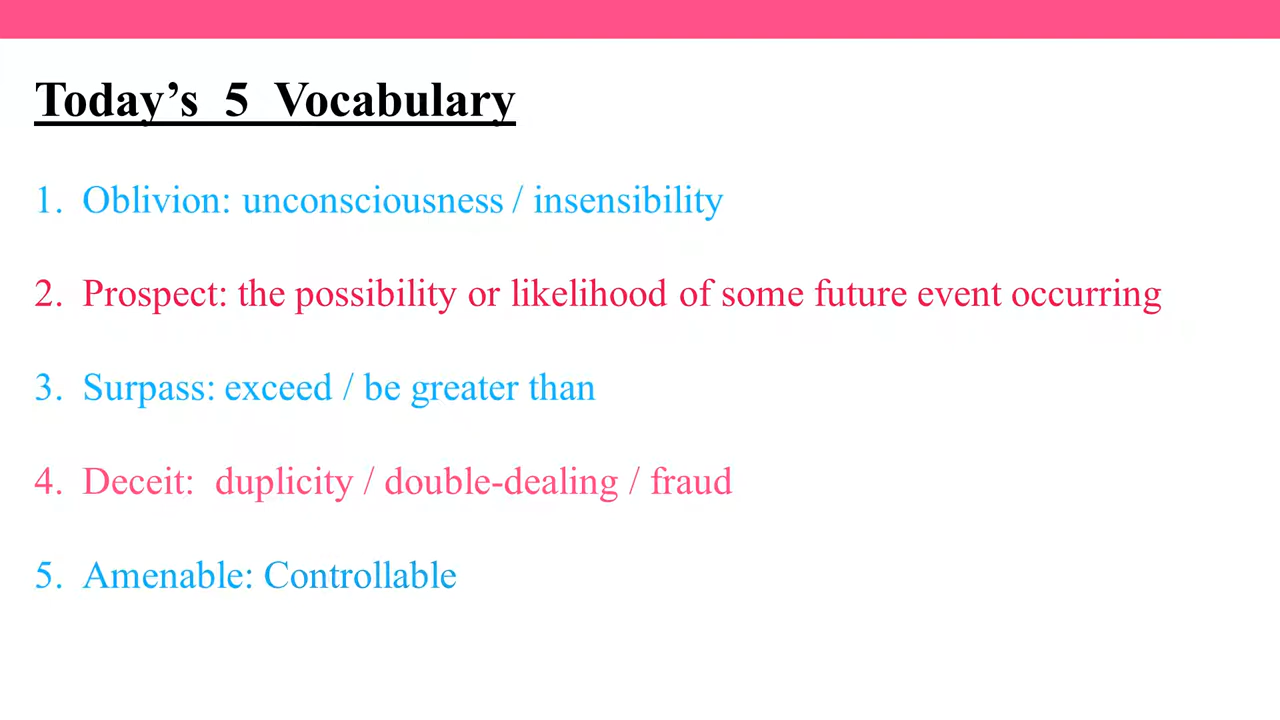 Today’s 5 Vocabulary
1. Oblivion: unconsciousness / insensibility
2. Prospect: the possibility or likelihood of some future event occurring
3. Surpass: exceed / be greater than
4. Deceit: duplicity / double-dealing / fraud
5. Amenable: Controllable